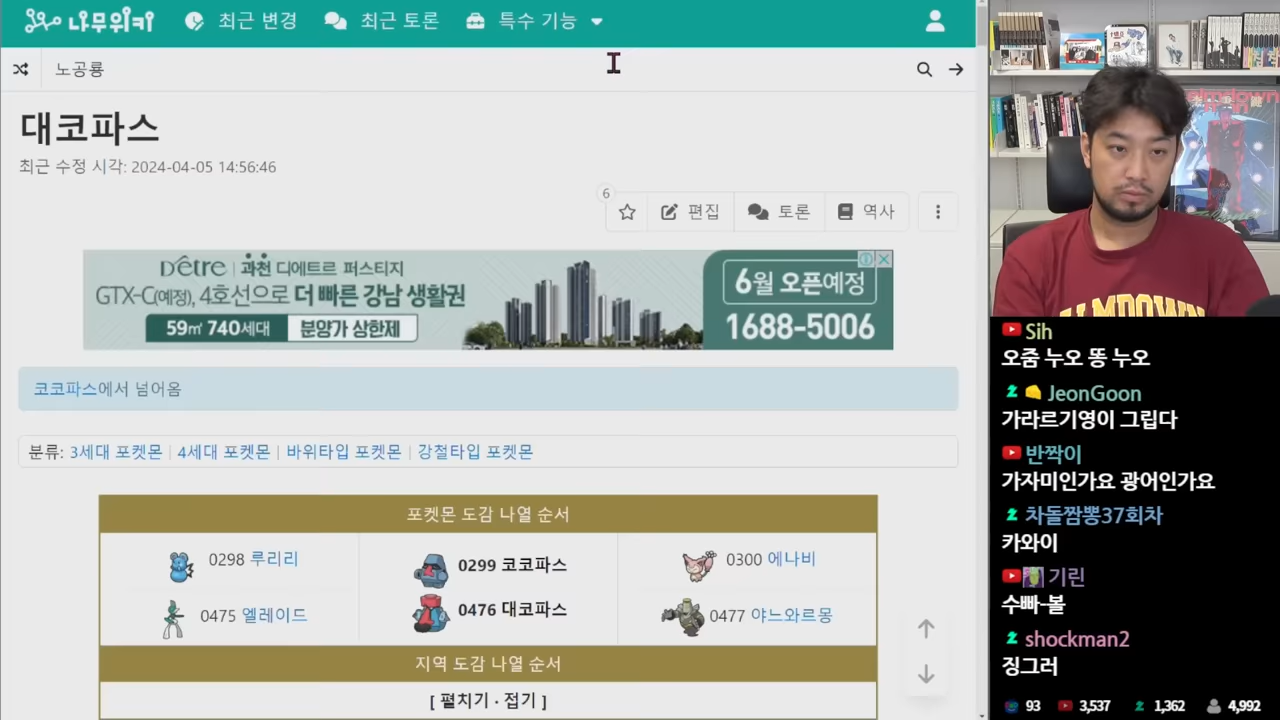 나무위키 최근 변경 최근 토론 특수 기능
노공룡
대코파스
최근 수정 시각: 2024-04-05 14:56:46
6
편집 토론 역사
Détre 과천 디에트르 퍼스티지
GTX-C(예정), 4호선으로 더 빠른 강남 생활권
59㎡ 740세대 분양가 상한제
6월 오픈예정
1688-5006
코코파스에서 넘어옴
분류: 3세대 포켓몬 | 4세대 포켓몬 | 바위타입 포켓몬 | 강철타입 포켓몬
포켓몬 도감 나열 순서
0298 루리리 0299 코코파스 0300 에나비
0475 엘레이드 0476 대코파스 0477 야느와르몽
지역 도감 나열 순서
[ 펼치기 · 접기 ]
Sih
오줌 누오 똥 누오
JeonGoon
가라르기영이 그립다
반짝이
가자미인가요 광어인가요
차돌짬뽕37회차
카와이
기린
수빠-볼
shockman2
징그러
93 3,537 1,362 4,992